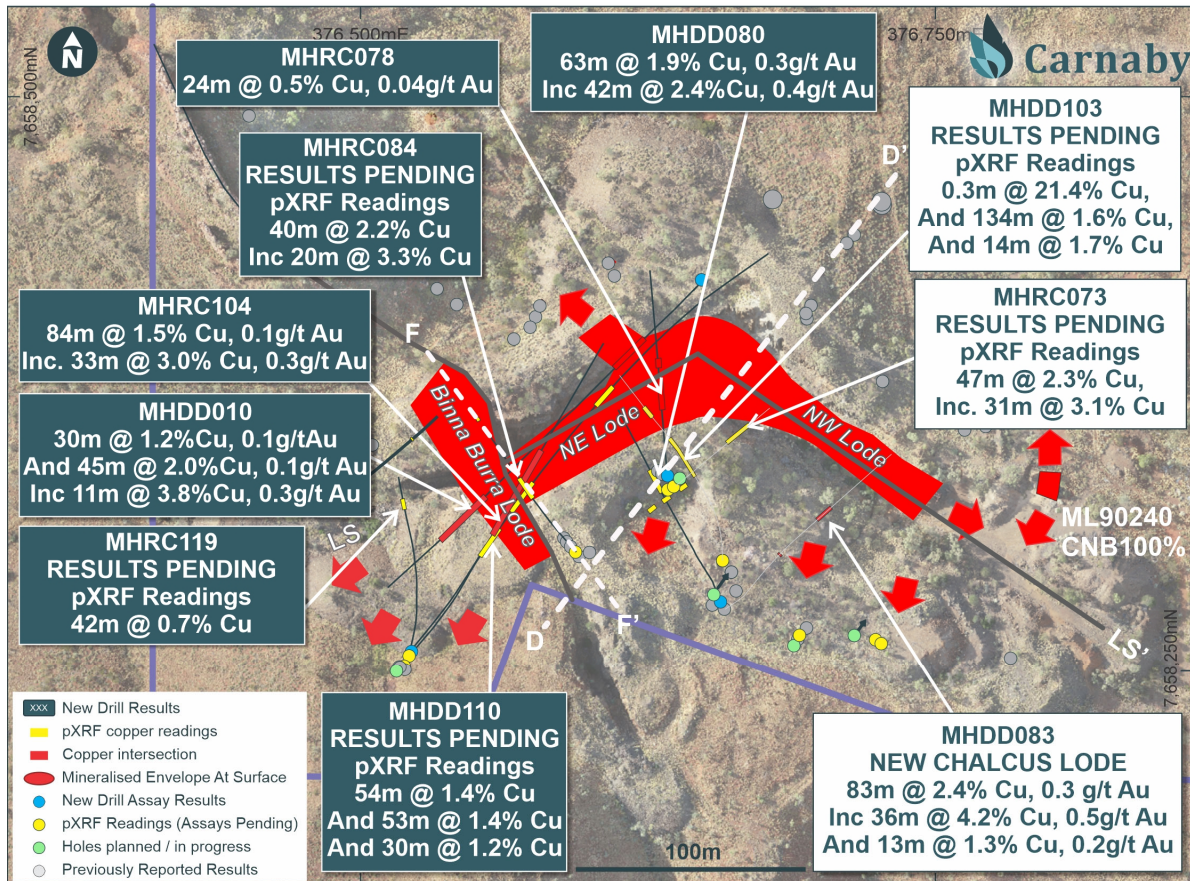 376,500mE
376,750mE
7,658,500mN
N
Carnaby
MHRC078
24m @ 0.5% Cu, 0.04g/t Au
MHDD080
63m @ 1.9% Cu, 0.3g/t Au
Inc 42m @ 2.4%Cu, 0.4g/t Au
MHRC084
RESULTS PENDING
pXRF Readings
40m @ 2.2% Cu
Inc 20m @ 3.3% Cu
MHDD103
RESULTS PENDING
pXRF Readings
0.3m @ 21.4% Cu,
And 134m @ 1.6% Cu,
And 14m @ 1.7% Cu
D'
MHRC104
84m @ 1.5% Cu, 0.1g/t Au
Inc. 33m @ 3.0% Cu, 0.3g/t Au
F
MHRC073
RESULTS PENDING
pXRF Readings
47m @ 2.3% Cu,
Inc. 31m @ 3.1% Cu
MHDD010
30m @ 1.2%Cu, 0.1g/tAu
And 45m @ 2.0%Cu, 0.1g/t Au
Inc 11m @ 3.8%Cu, 0.3g/t Au
Binna Burra Lode
NE Lode
NW Lode
LS
ML90240
CNB100%
MHRC119
RESULTS PENDING
pXRF Readings
42m @ 0.7% Cu
D
F'
LS'
7,658,250mN
XXX New Drill Results
pXRF copper readings
Copper intersection
Mineralised Envelope At Surface
New Drill Assay Results
pXRF Readings (Assays Pending)
Holes planned / in progress
Previously Reported Results
MHDD110
RESULTS PENDING
pXRF Readings
54m @ 1.4% Cu
And 53m @ 1.4% Cu
And 30m @ 1.2% Cu
100m
MHDD083
NEW CHALCUS LODE
83m @ 2.4% Cu, 0.3 g/t Au
Inc 36m @ 4.2% Cu, 0.5g/t Au
And 13m @ 1.3% Cu, 0.2g/t Au